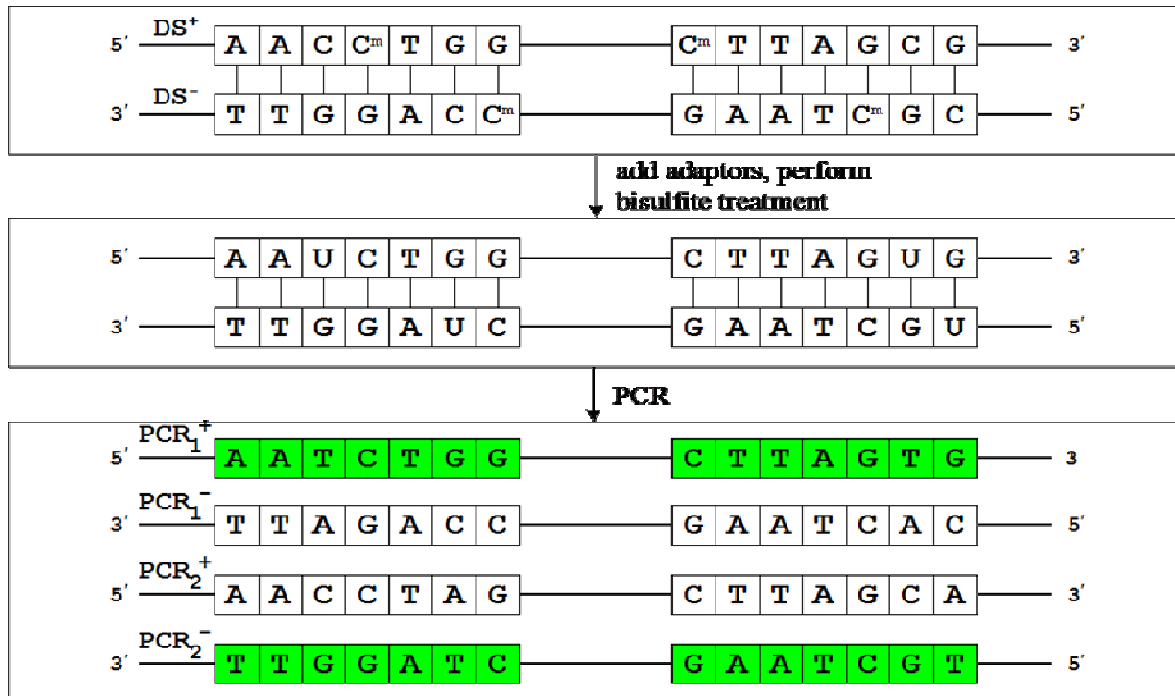 DS+
5′ A A C Cm T G G Cm T T A G C G 3′
DS-
3′ T T G G A C Cm G A A T Cm G C 5′
add adaptors, perform
bisulfite treatment
5′ A A U C T G G C T T A G U G 3′
3′ T T G G A U C G A A T C G U 5′
PCR
PCR1+
5′ A A T C T G G C T T A G T G 3
PCR1-
3′ T T A G A C C G A A T C A C 5′
PCR2+
5′ A A C C T A G C T T A G C A 3′
PCR2-
3′ T T G G A T C G A A T C G T 5′